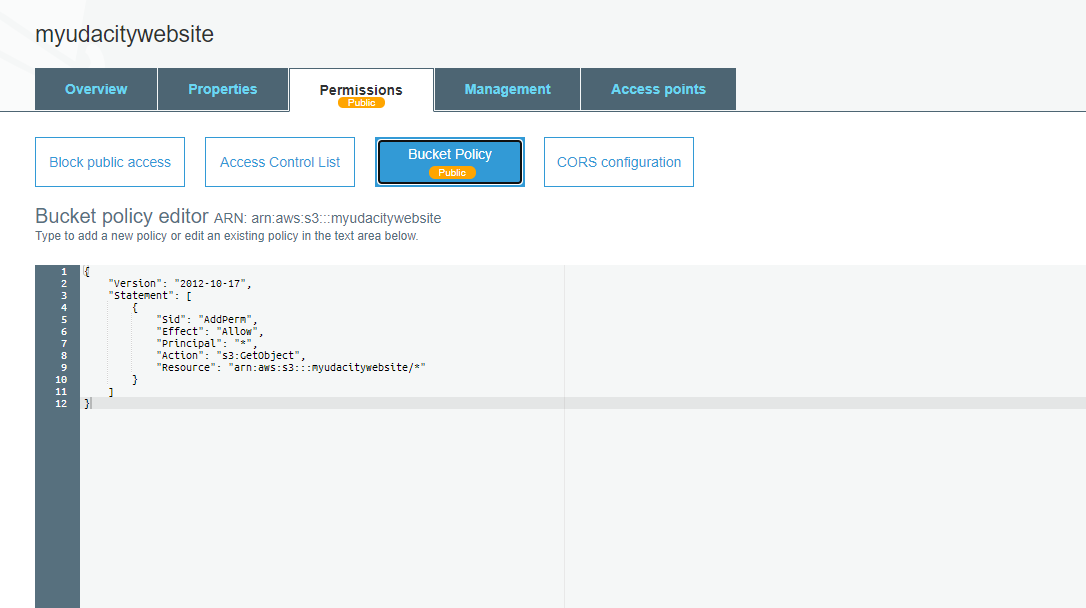 myudacitywebsite
Overview Properties Permissions Management Access points
Public
Block public access Access Control List Bucket Policy CORS configuration
Public
Bucket policy editor ARN: arn:aws:s3:::myudacitywebsite
Type to add a new policy or edit an existing policy in the text area below.
1 {
2 "Version": "2012-10-17",
3 "Statement": [
4 {
5 "Sid": "AddPerm",
6 "Effect": "Allow",
7 "Principal": "*",
8 "Action": "s3:GetObject",
9 "Resource": "arn:aws:s3:::myudacitywebsite/*"
10 }
11 ]
12 }